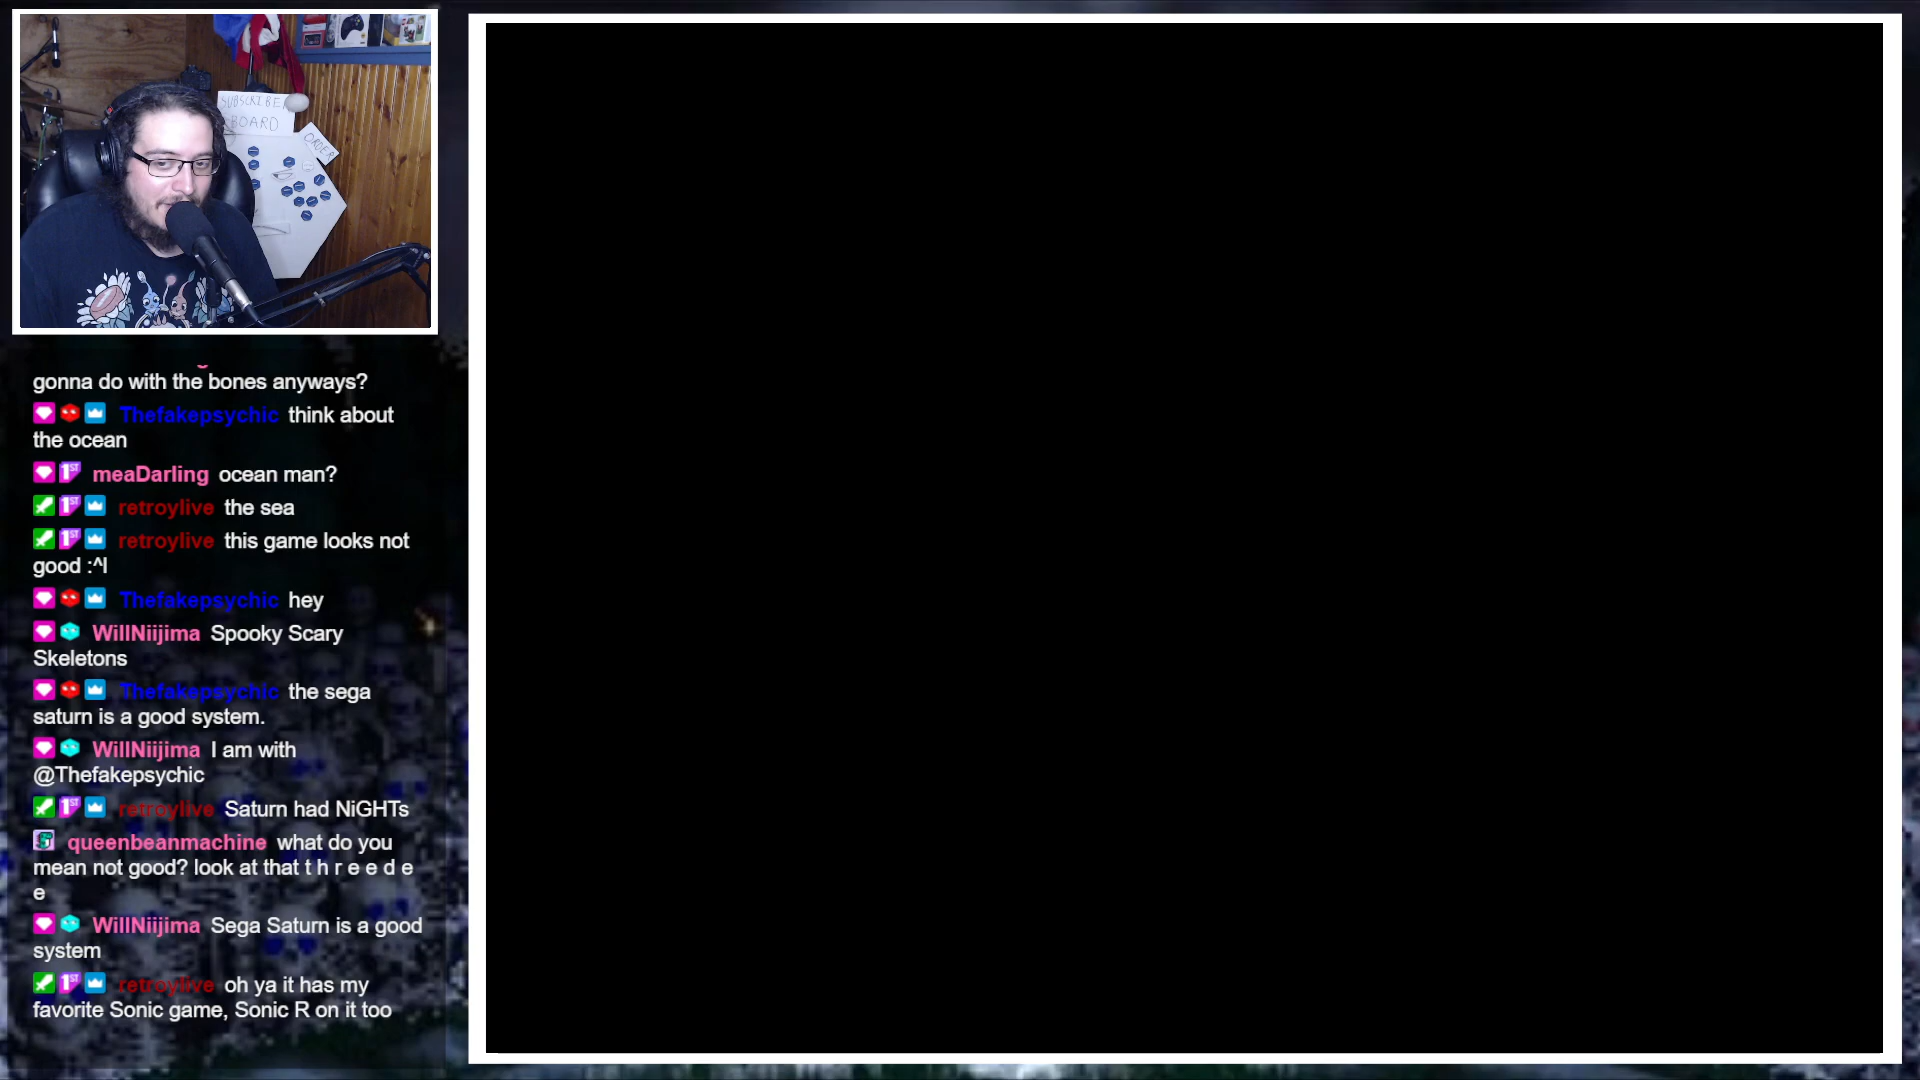 SUBSCRIBER
BOARD
ORDER
gonna do with the bones anyways?
Thefakepsychic think about
the ocean
meaDarling ocean man?
retroylive the sea
retroylive this game looks not
good :^l
Thefakepsychic hey
WillNiijima Spooky Scary
Skeletons
Thefakepsychic the sega
saturn is a good system.
WillNiijima I am with
@Thefakepsychic
retroylive Saturn had NiGHTs
queenbeanmachine what do you
mean not good? look at that t h r e e d e
e
WillNiijima Sega Saturn is a good
system
retroylive oh ya it has my
favorite Sonic game, Sonic R on it too